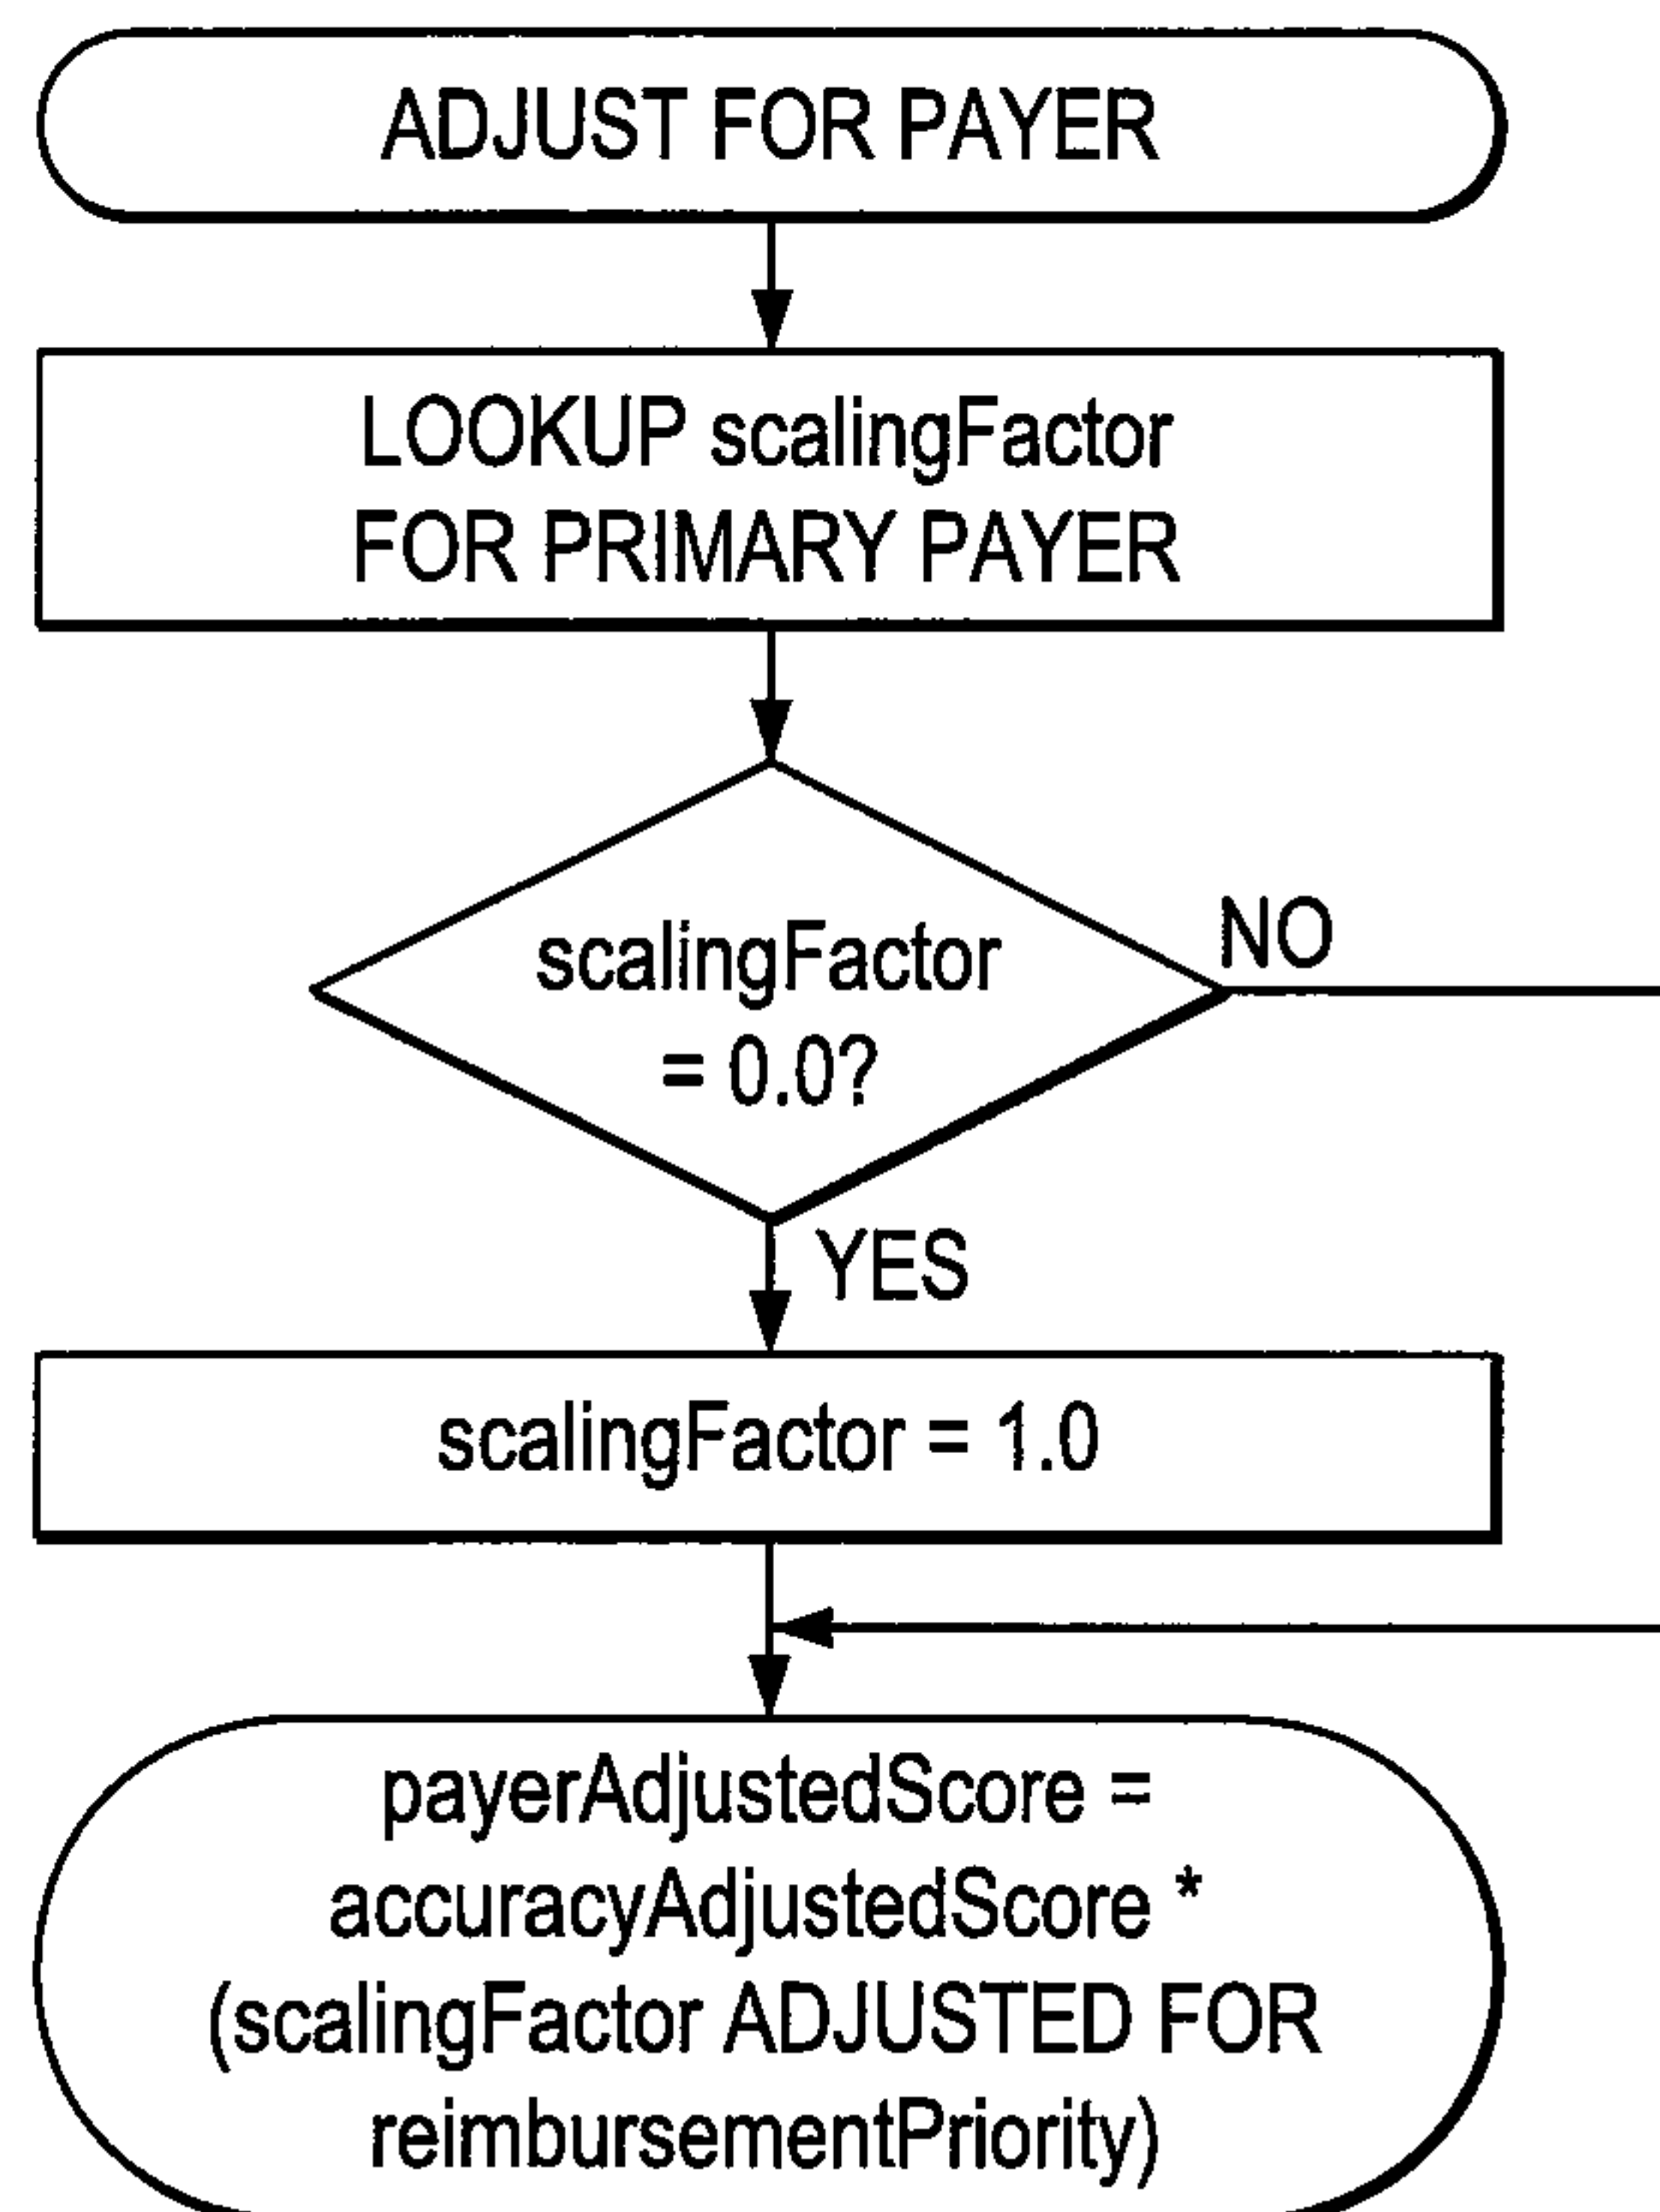 ADJUST FOR PAYER
LOOKUP scalingFactor
FOR PRIMARY PAYER
scalingFactor
= 0.0?
NO
YES
scalingFactor = 1.0
payerAdjustedScore =
accuracyAdjustedScore *
(scalingFactor ADJUSTED FOR
reimbursementPriority)